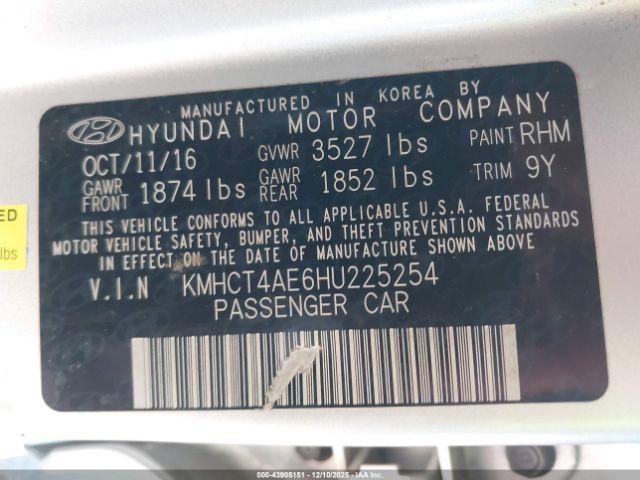 MANUFACTURED IN KOREA BY
HYUNDAI MOTOR COMPANY
OCT/11/16 GVWR 3527 lbs PAINT RHM
GAWR FRONT 1874 lbs GAWR REAR 1852 lbs TRIM 9Y
THIS VEHICLE CONFORMS TO ALL APPLICABLE U.S.A. FEDERAL
MOTOR VEHICLE SAFETY, BUMPER, AND THEFT PREVENTION STANDARDS
IN EFFECT ON THE DATE OF MANUFACTURE SHOWN ABOVE
V.I.N KMHCT4AE6HU225254
PASSENGER CAR
ED
lbs
000-43905151 - 12/10/2025 - IAAI.com